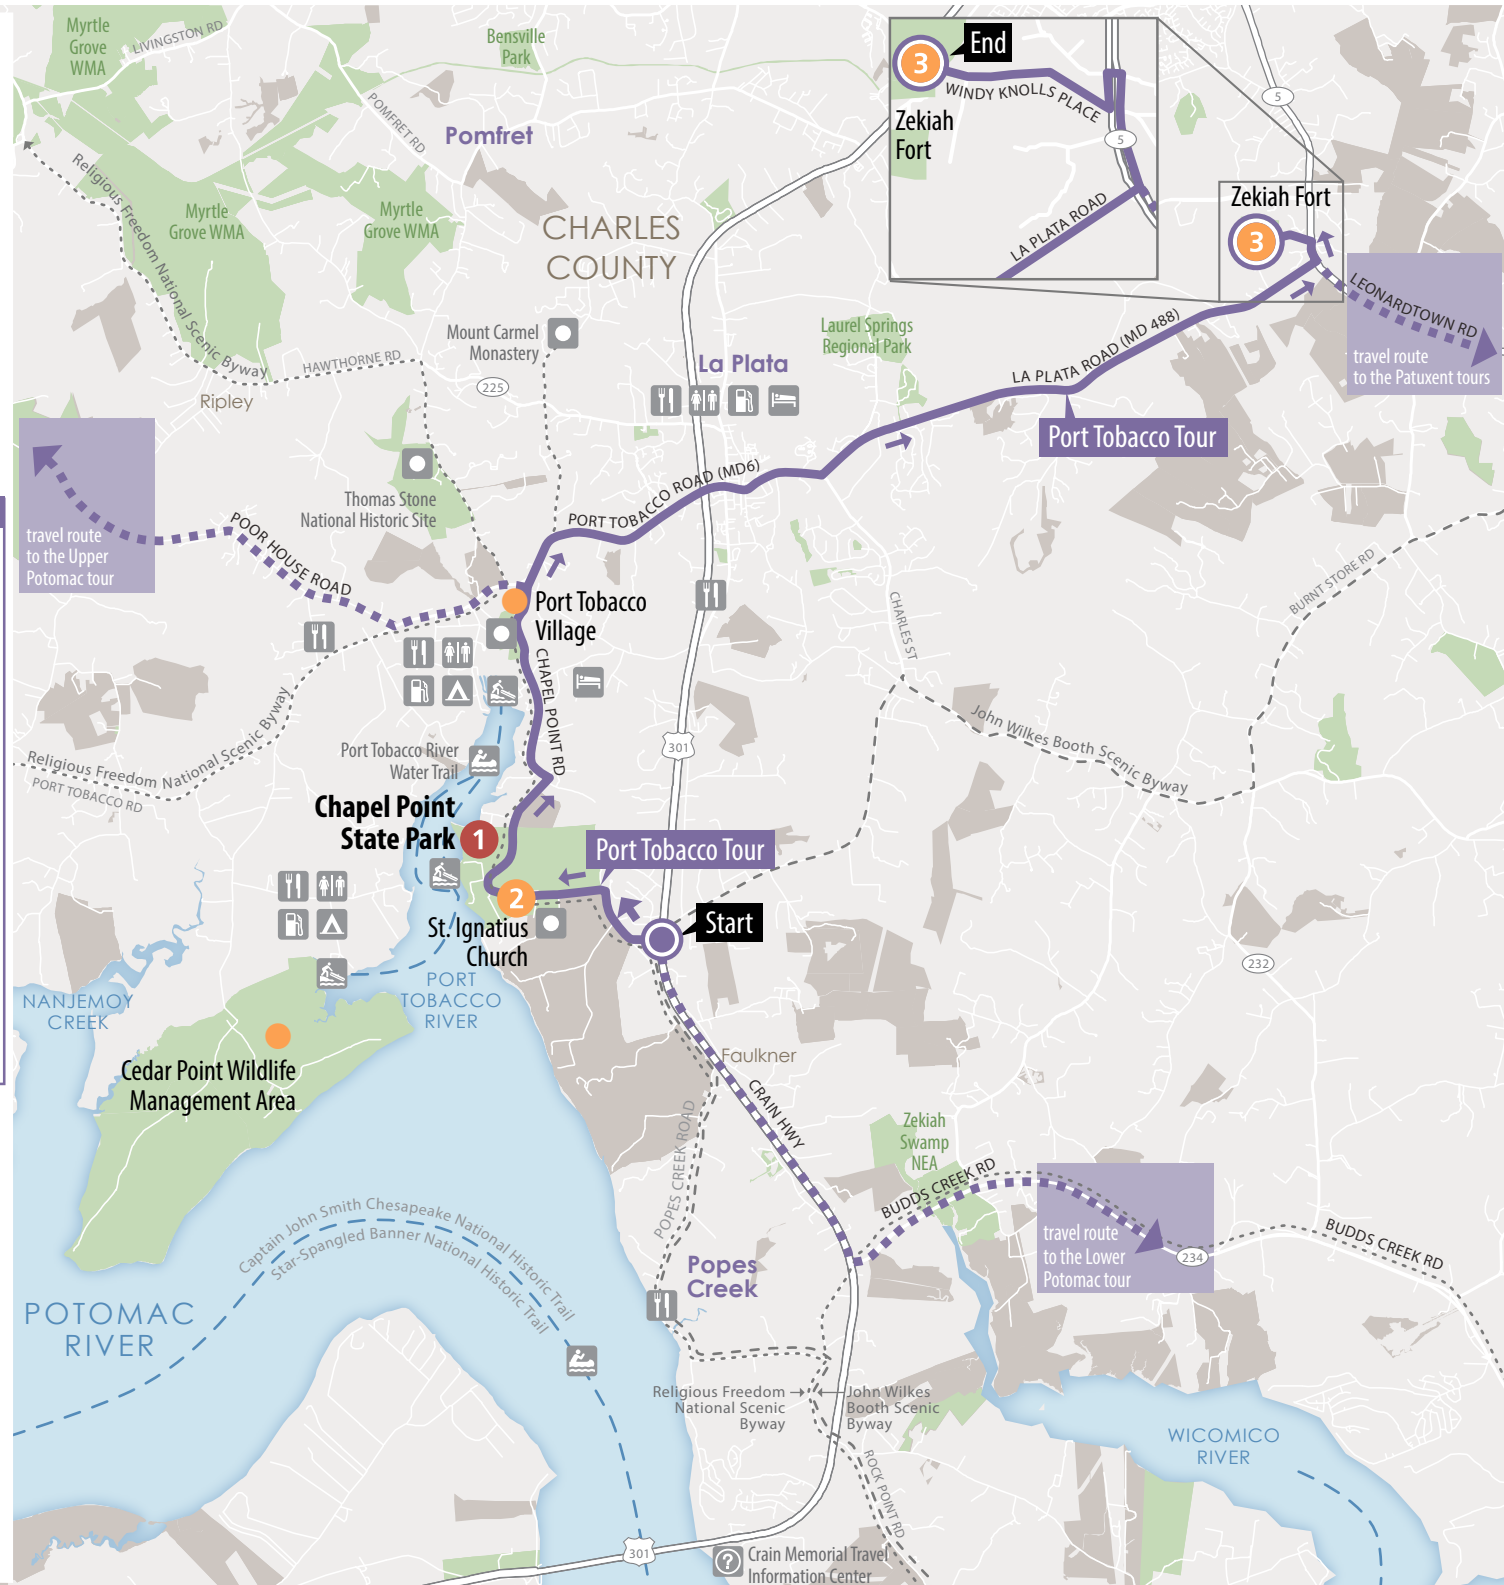 Myrtle
Grove
WMA
LIVINGSTON RD
Bensville
Park
POMFRET RD
Pomfret
Religious Freedom National Scenic Byway
Myrtle
Grove WMA
Myrtle
Grove WMA
CHARLES
COUNTY
3
End
WINDY KNOLLS PLACE
Zekiah
Fort
5
LA PLATA ROAD
5
Zekiah Fort
3
LEONARDTOWN RD
travel route
to the Patuxent tours
Mount Carmel
Monastery
HAWTHORNE RD
225
Ripley
La Plata
Laurel Springs
Regional Park
LA PLATA ROAD (MD 488)
Port Tobacco Tour
Thomas Stone
National Historic Site
PORT TOBACCO ROAD (MD6)
travel route
to the Upper
Potomac tour
POOR HOUSE ROAD
Port Tobacco
Village
CHARLES ST
BURNT STORE RD
CHAPEL POINT RD
301
John Wilkes Booth Scenic Byway
Religious Freedom National Scenic Byway
PORT TOBACCO RD
Port Tobacco River
Water Trail
Chapel Point
State Park
1
Port Tobacco Tour
2
St. Ignatius
Church
Start
232
NANJEMOY
CREEK
PORT
TOBACCO
RIVER
Cedar Point Wildlife
Management Area
Faulkner
CRAIN HWY
POPES CREEK ROAD
Zekiah
Swamp
NEA
BUDDS CREEK RD
travel route
to the Lower
Potomac tour
234
BUDDS CREEK RD
Captain John Smith Chesapeake National Historic Trail
Star-Spangled Banner National Historic Trail
POTOMAC
RIVER
Popes
Creek
Religious Freedom
National Scenic
Byway
John Wilkes
Booth Scenic
Byway
ROCK POINT RD
WICOMICO
RIVER
301
?
Crain Memorial Travel
Information Center